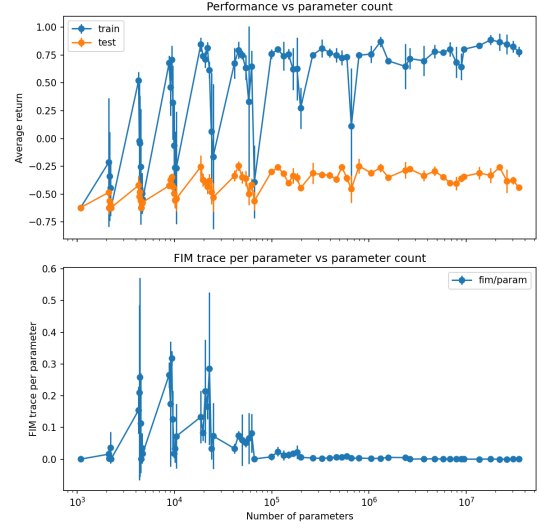 Performance vs parameter count
train
test
1.00
0.75
0.50
0.25
0.00
−0.25
−0.50
−0.75
Average return
FIM trace per parameter vs parameter count
fim/param
0.6
0.5
0.4
0.3
0.2
0.1
0.0
FIM trace per parameter
10³ 10⁴ 10⁵ 10⁶ 10⁷
Number of parameters